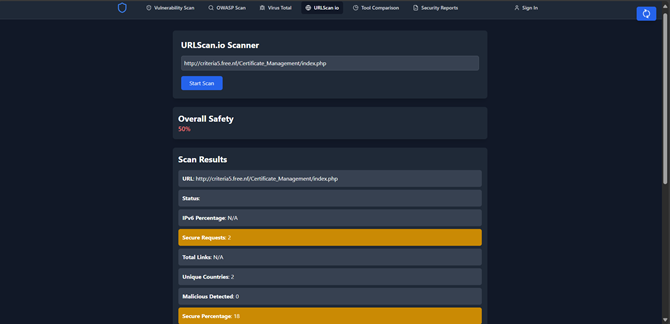 Vulnerability Scan OWASP Scan Virus Total URLScan io Tool Comparison Security Reports Sign In
URLScan.io Scanner
http://criteria5.free.nf/Certificate_Management/index.php
Start Scan
Overall Safety
50%
Scan Results
URL: http://criteria5.free.nf/Certificate_Management/index.php
Status:
IPv6 Percentage: N/A
Secure Requests: 2
Total Links: N/A
Unique Countries: 2
Malicious Detected: 0
Secure Percentage: 18